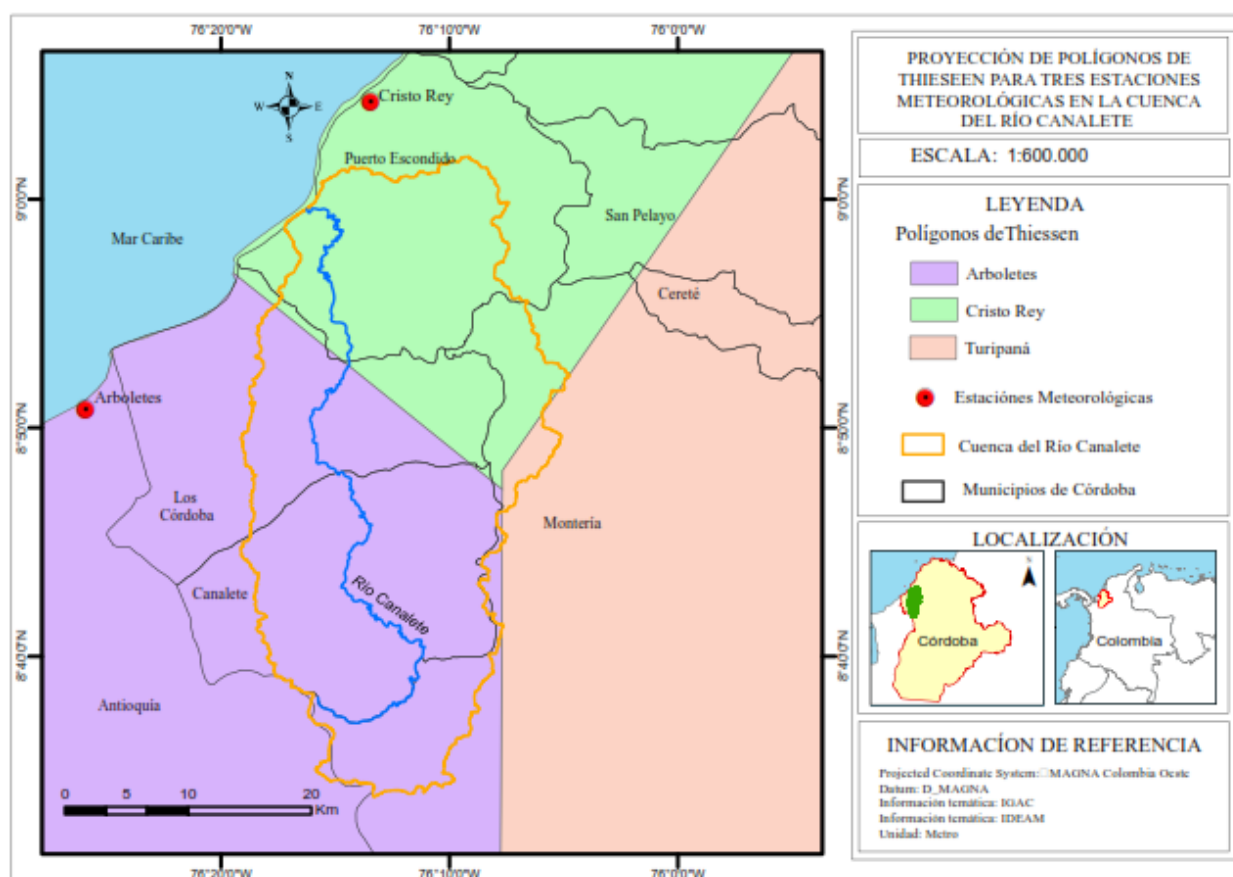 76°20'0"W
76°10'0"W
76°0'0"W
9°0'0"N
8°50'0"N
8°40'0"N
N
W
E
S
Cristo Rey
Puerto Escondido
San Pelayo
Mar Caribe
Cereté
Arboletes
Los
Córdoba
Montería
Canalete
Río Canalete
Antioquía
0 5 10 20
Km
9°0'0"N
8°50'0"N
8°40'0"N
76°20'0"W
76°10'0"W
76°0'0"W
PROYECCIÓN DE POLÍGONOS DE
THIESEEN PARA TRES ESTACIONES
METEOROLÓGICAS EN LA CUENCA
DEL RÍO CANALETE
ESCALA: 1:600.000
LEYENDA
Polígonos deThiessen
Arboletes
Cristo Rey
Turipaná
Estaciónes Meteorológicas
Cuenca del Río Canalete
Municipios de Córdoba
LOCALIZACIÓN
N
Córdoba
Colombia
INFORMACÍON DE REFERENCIA
Projected Coordinate System: MAGNA Colombia Oeste
Datum: D_MAGNA
Información temática: IGAC
Información temática: IDEAM
Unidad: Metro